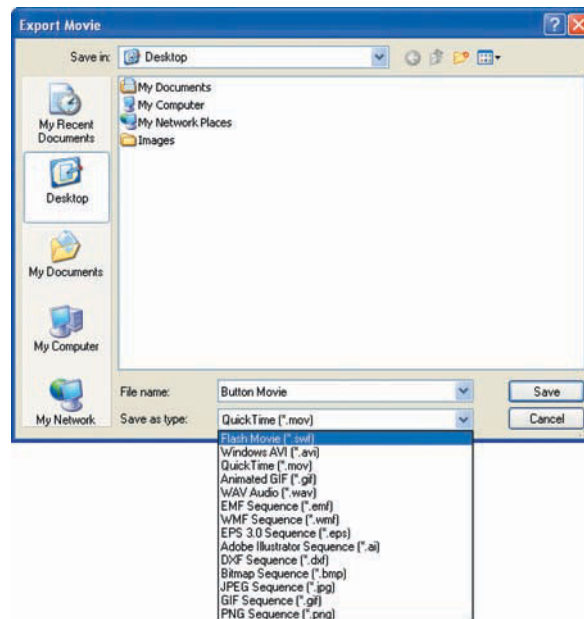 Export Movie
Save in:
Desktop
My Recent
Documents
Desktop
My Documents
My Computer
My Network
My Documents
My Computer
My Network Places
Images
File name:
Button Movie
Save
Save as type:
QuickTime (*.mov)
Cancel
Flash Movie (*.swf)
Windows AVI (*.avi)
QuickTime (*.mov)
Animated GIF (*.gif)
WAV Audio (*.wav)
EMF Sequence (*.emf)
WMF Sequence (*.wmf)
EPS 3.0 Sequence (*.eps)
Adobe Illustrator Sequence (*.ai)
DXF Sequence (*.dxf)
Bitmap Sequence (*.bmp)
JPEG Sequence (*.jpg)
GIF Sequence (*.gif)
PNG Sequence (*.png)